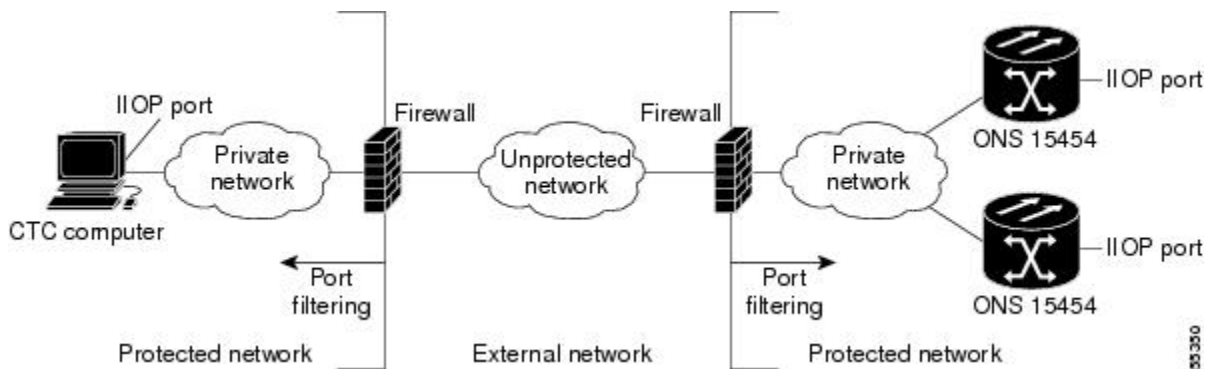 IIOP port
Private
network
CTC computer
Firewall
Port
filtering
Protected network
Unprotected
network
External network
Firewall
Private
network
Port
filtering
Protected network
IIOP port
ONS 15454
IIOP port
ONS 15454
55350